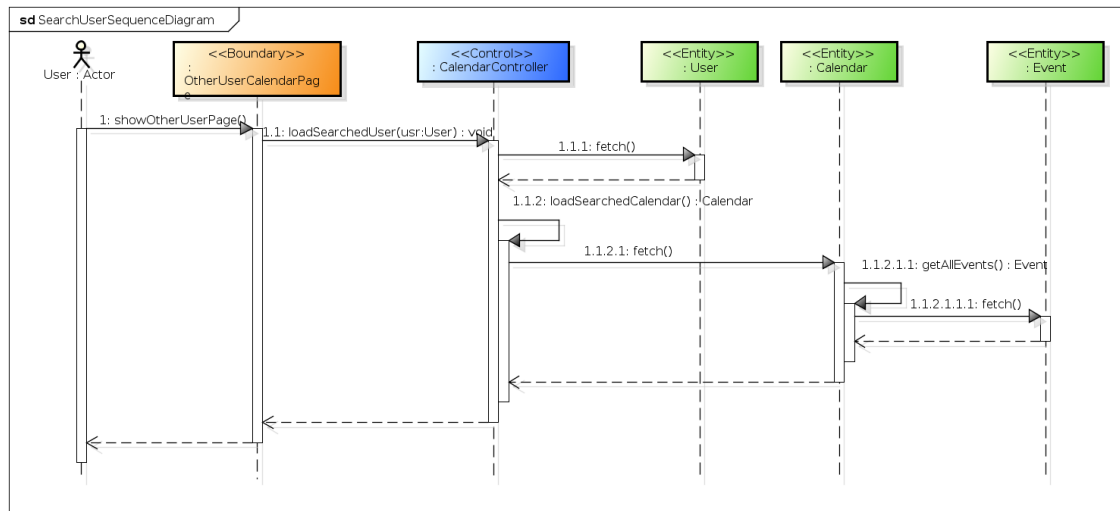 sd SearchUserSequenceDiagram
User : Actor
<<Boundary>>
:
OtherUserCalendarPag
e
<<Control>>
: CalendarController
<<Entity>>
: User
<<Entity>>
: Calendar
<<Entity>>
: Event
1: showOtherUserPage()
1.1: loadSearchedUser(usr:User) : void
1.1.1: fetch()
1.1.2: loadSearchedCalendar() : Calendar
1.1.2.1: fetch()
1.1.2.1.1: getAllEvents() : Event
1.1.2.1.1.1: fetch()